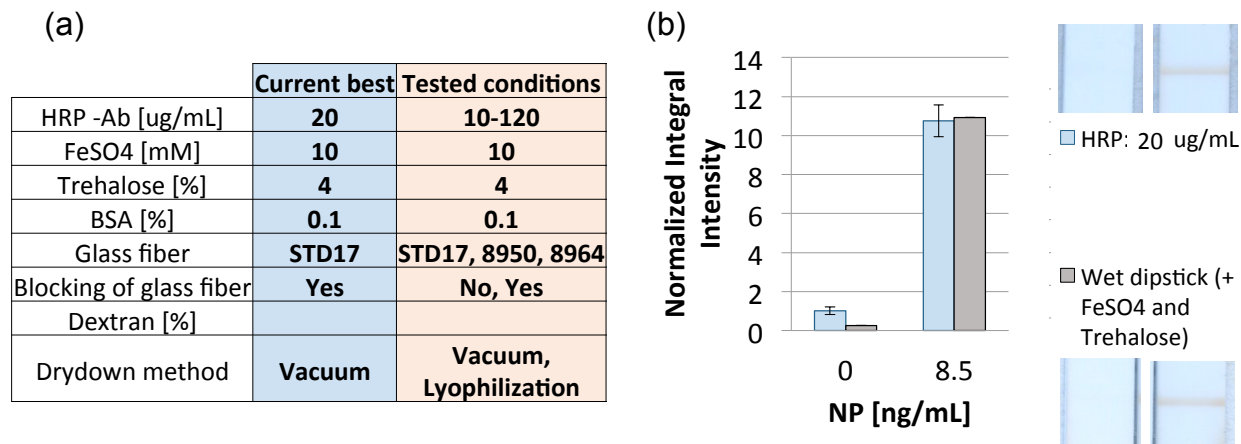 (a)
Current best Tested conditions
HRP -Ab [ug/mL] 20 10-120
FeSO4 [mM] 10 10
Trehalose [%] 4 4
BSA [%] 0.1 0.1
Glass fiber STD17 STD17, 8950, 8964
Blocking of glass fiber Yes No, Yes
Dextran [%]
Drydown method Vacuum Vacuum,
Lyophilization
(b)
Normalized Integral
Intensity
14
12
10
8
6
4
2
0
0 8.5
NP [ng/mL]
HRP: 20 ug/mL
Wet dipstick (+
FeSO4 and
Trehalose)